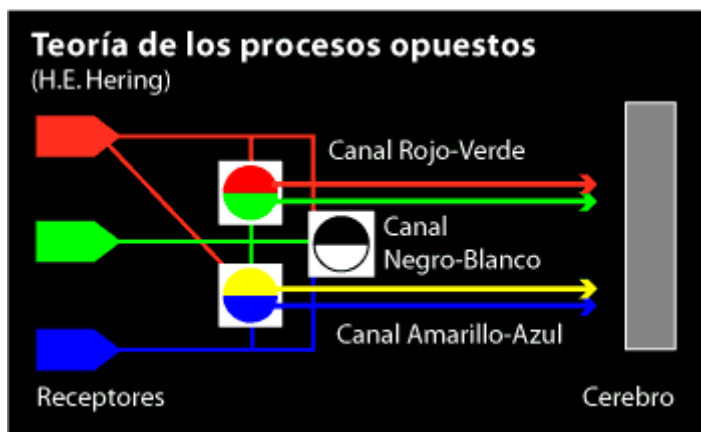 Teoría de los procesos opuestos
(H.E. Hering)
Canal Rojo-Verde
Canal
Negro-Blanco
Canal Amarillo-Azul
Receptores
Cerebro